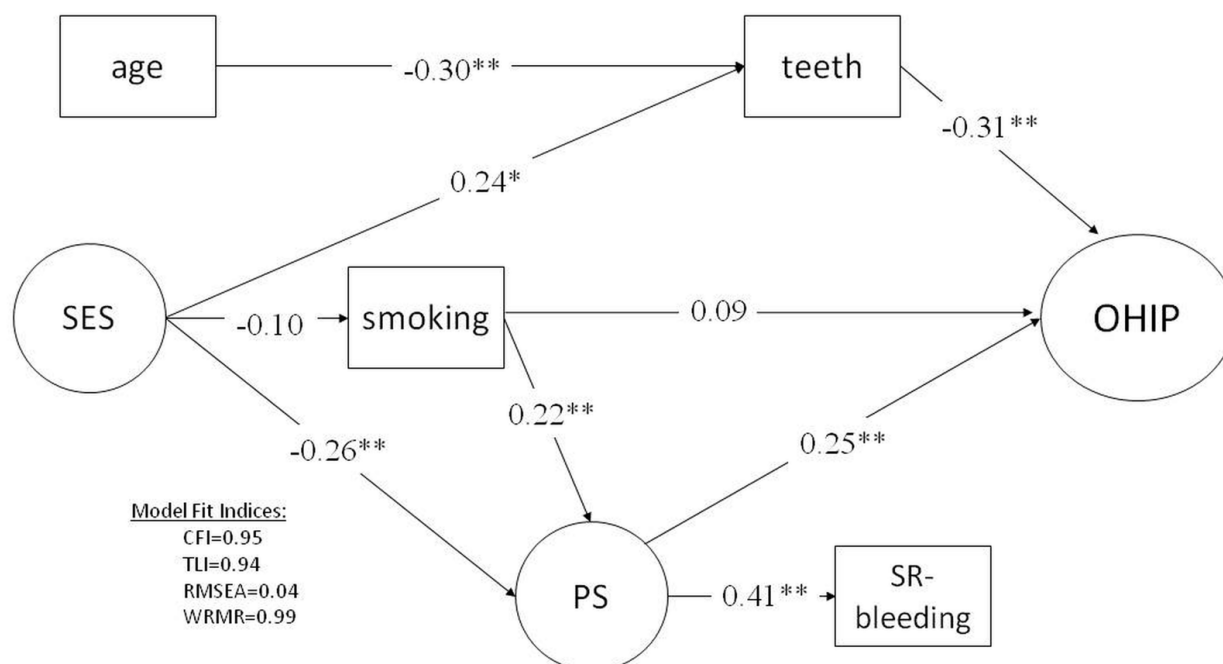 age
-0.30**
teeth
-0.31**
0.24*
SES
-0.10
smoking
0.09
OHIP
0.22**
-0.26**
0.25**
Model Fit Indices:
CFI=0.95
TLI=0.94
RMSEA=0.04
WRMR=0.99
PS
0.41**
SR-
bleeding